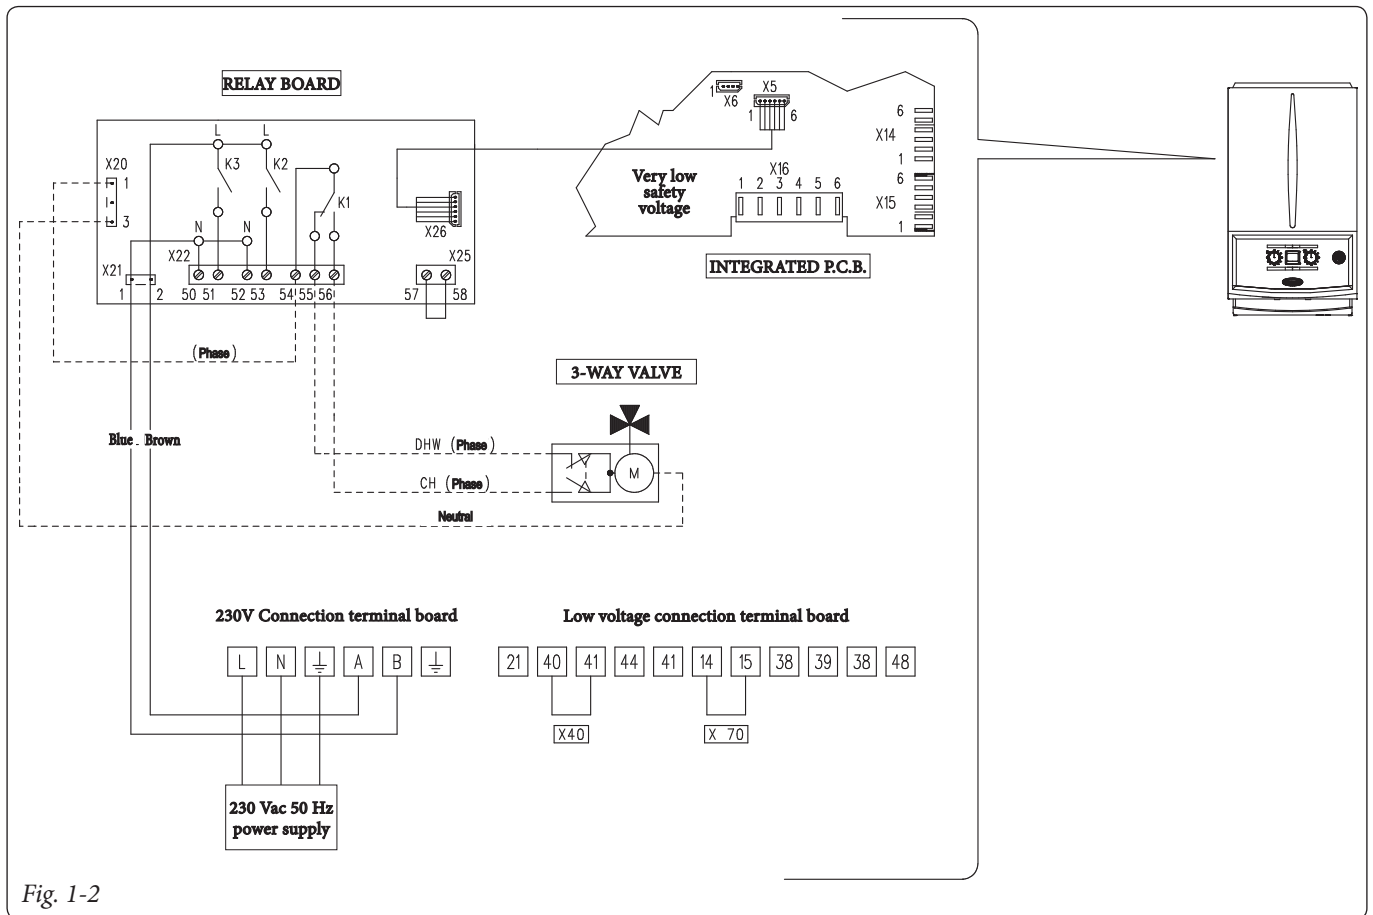 RELAY BOARD
L L
X20
1
3
K3 K2
K1
N N
X22
X21
1 2 50 51 52 53 54 55 56
X26
X25
57 58
1 X6
X5
1 6
Very low
safety
voltage
X16
1 2 3 4 5 6
6
X14
1
6
X15
1
INTEGRATED P.C.B.
(Phase)
3-WAY VALVE
Blue Brown
DHW (Phase)
M
CH (Phase)
Neutral
230V Connection terminal board
L N A B
Low voltage connection terminal board
21 40 41 44 41 14 15 38 39 38 48
X40
X 70
230 Vac 50 Hz
power supply
Fig. 1-2